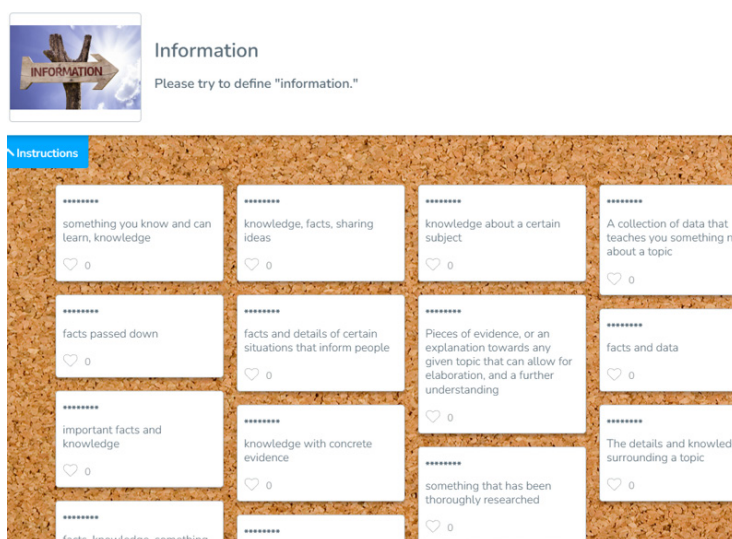 INFORMATION
Information
Please try to define "information."
Instructions
********
something you know and can
learn, knowledge
0
********
facts passed down
0
********
important facts and
knowledge
0
********
facts, knowledge, something
********
knowledge, facts, sharing
ideas
0
********
facts and details of certain
situations that inform people
0
********
knowledge with concrete
evidence
0
********
********
knowledge about a certain
subject
0
********
Pieces of evidence, or an
explanation towards any
given topic that can allow for
elaboration, and a further
understanding
0
********
something that has been
thoroughly researched
0
********
A collection of data that
teaches you something
about a topic
0
********
facts and data
0
********
The details and
surrounding a topic
0